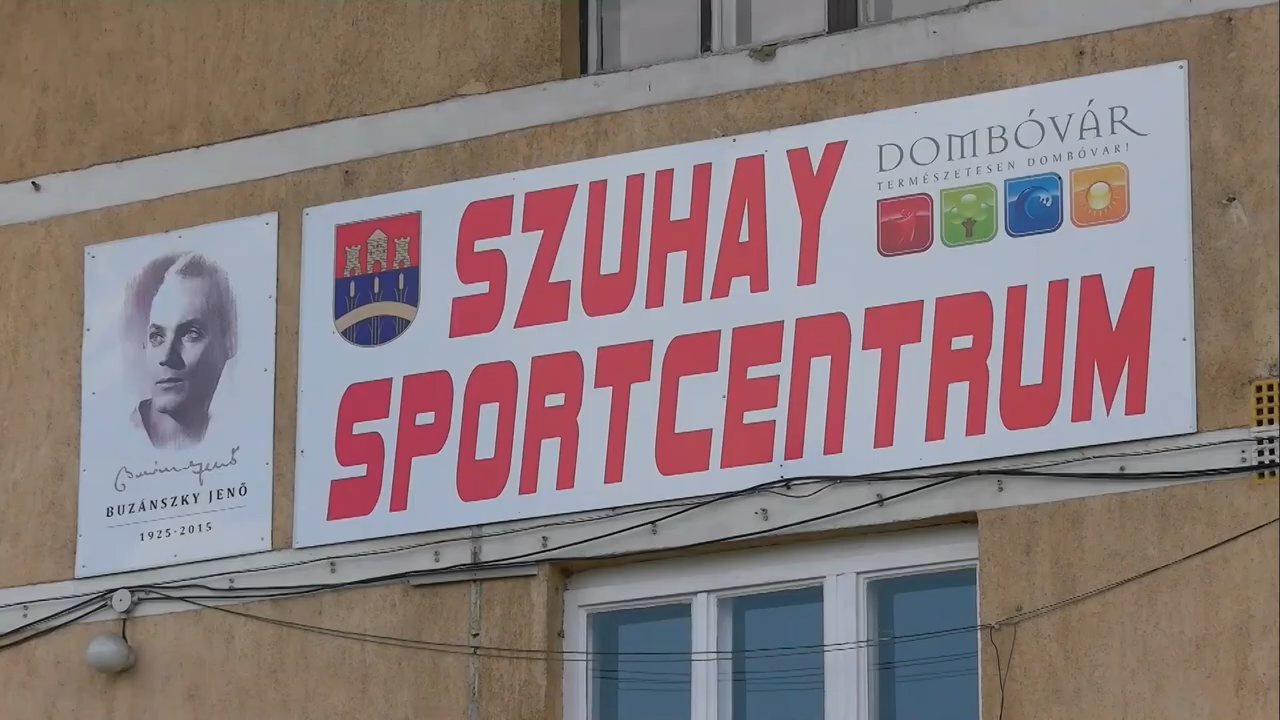 SZUHAY
SPORTCENTRUM
DOMBÓVÁR
TERMÉSZETESEN DOMBÓVÁR!
Buzánszky Jenő
BUZÁNSZKY JENŐ
1925-2015